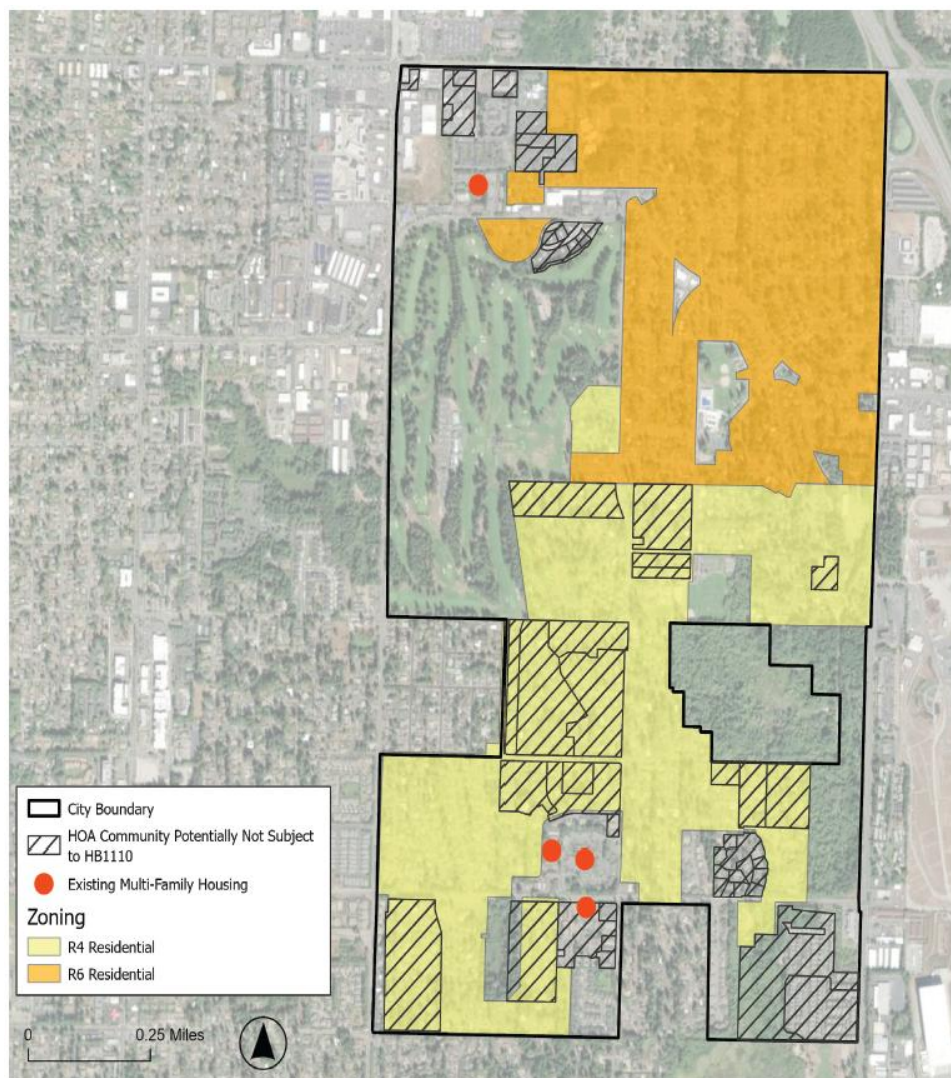 City Boundary
HOA Community Potentially Not Subject
to HB1110
Existing Multi-Family Housing
Zoning
R4 Residential
R6 Residential
0 0.25 Miles